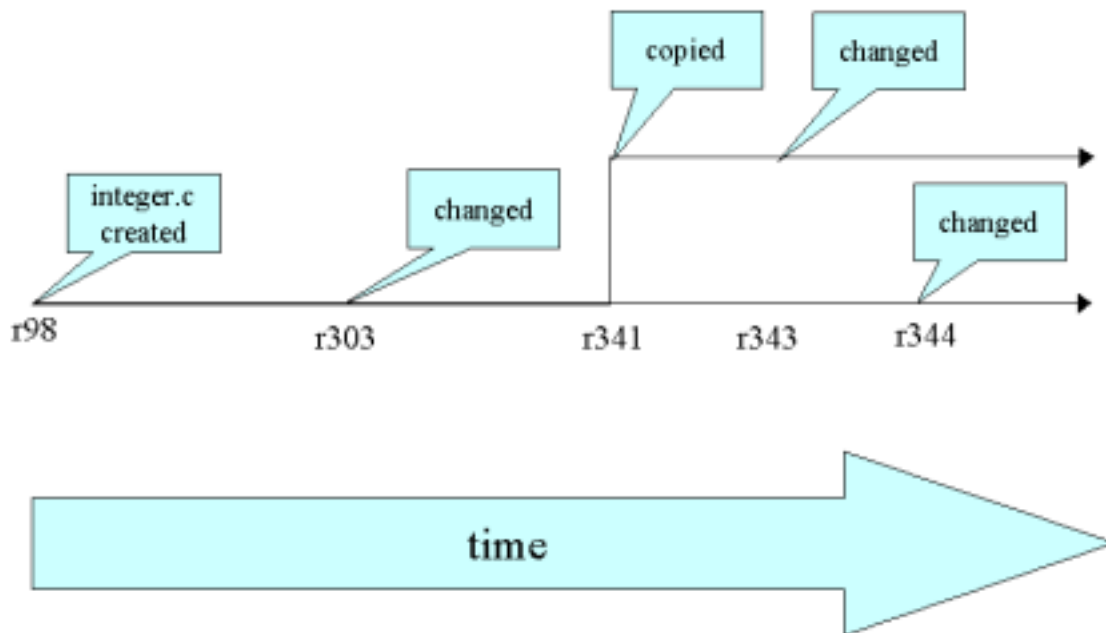 copied
changed
integer.c
created
changed
changed
r98
r303
r341
r343
r344
time